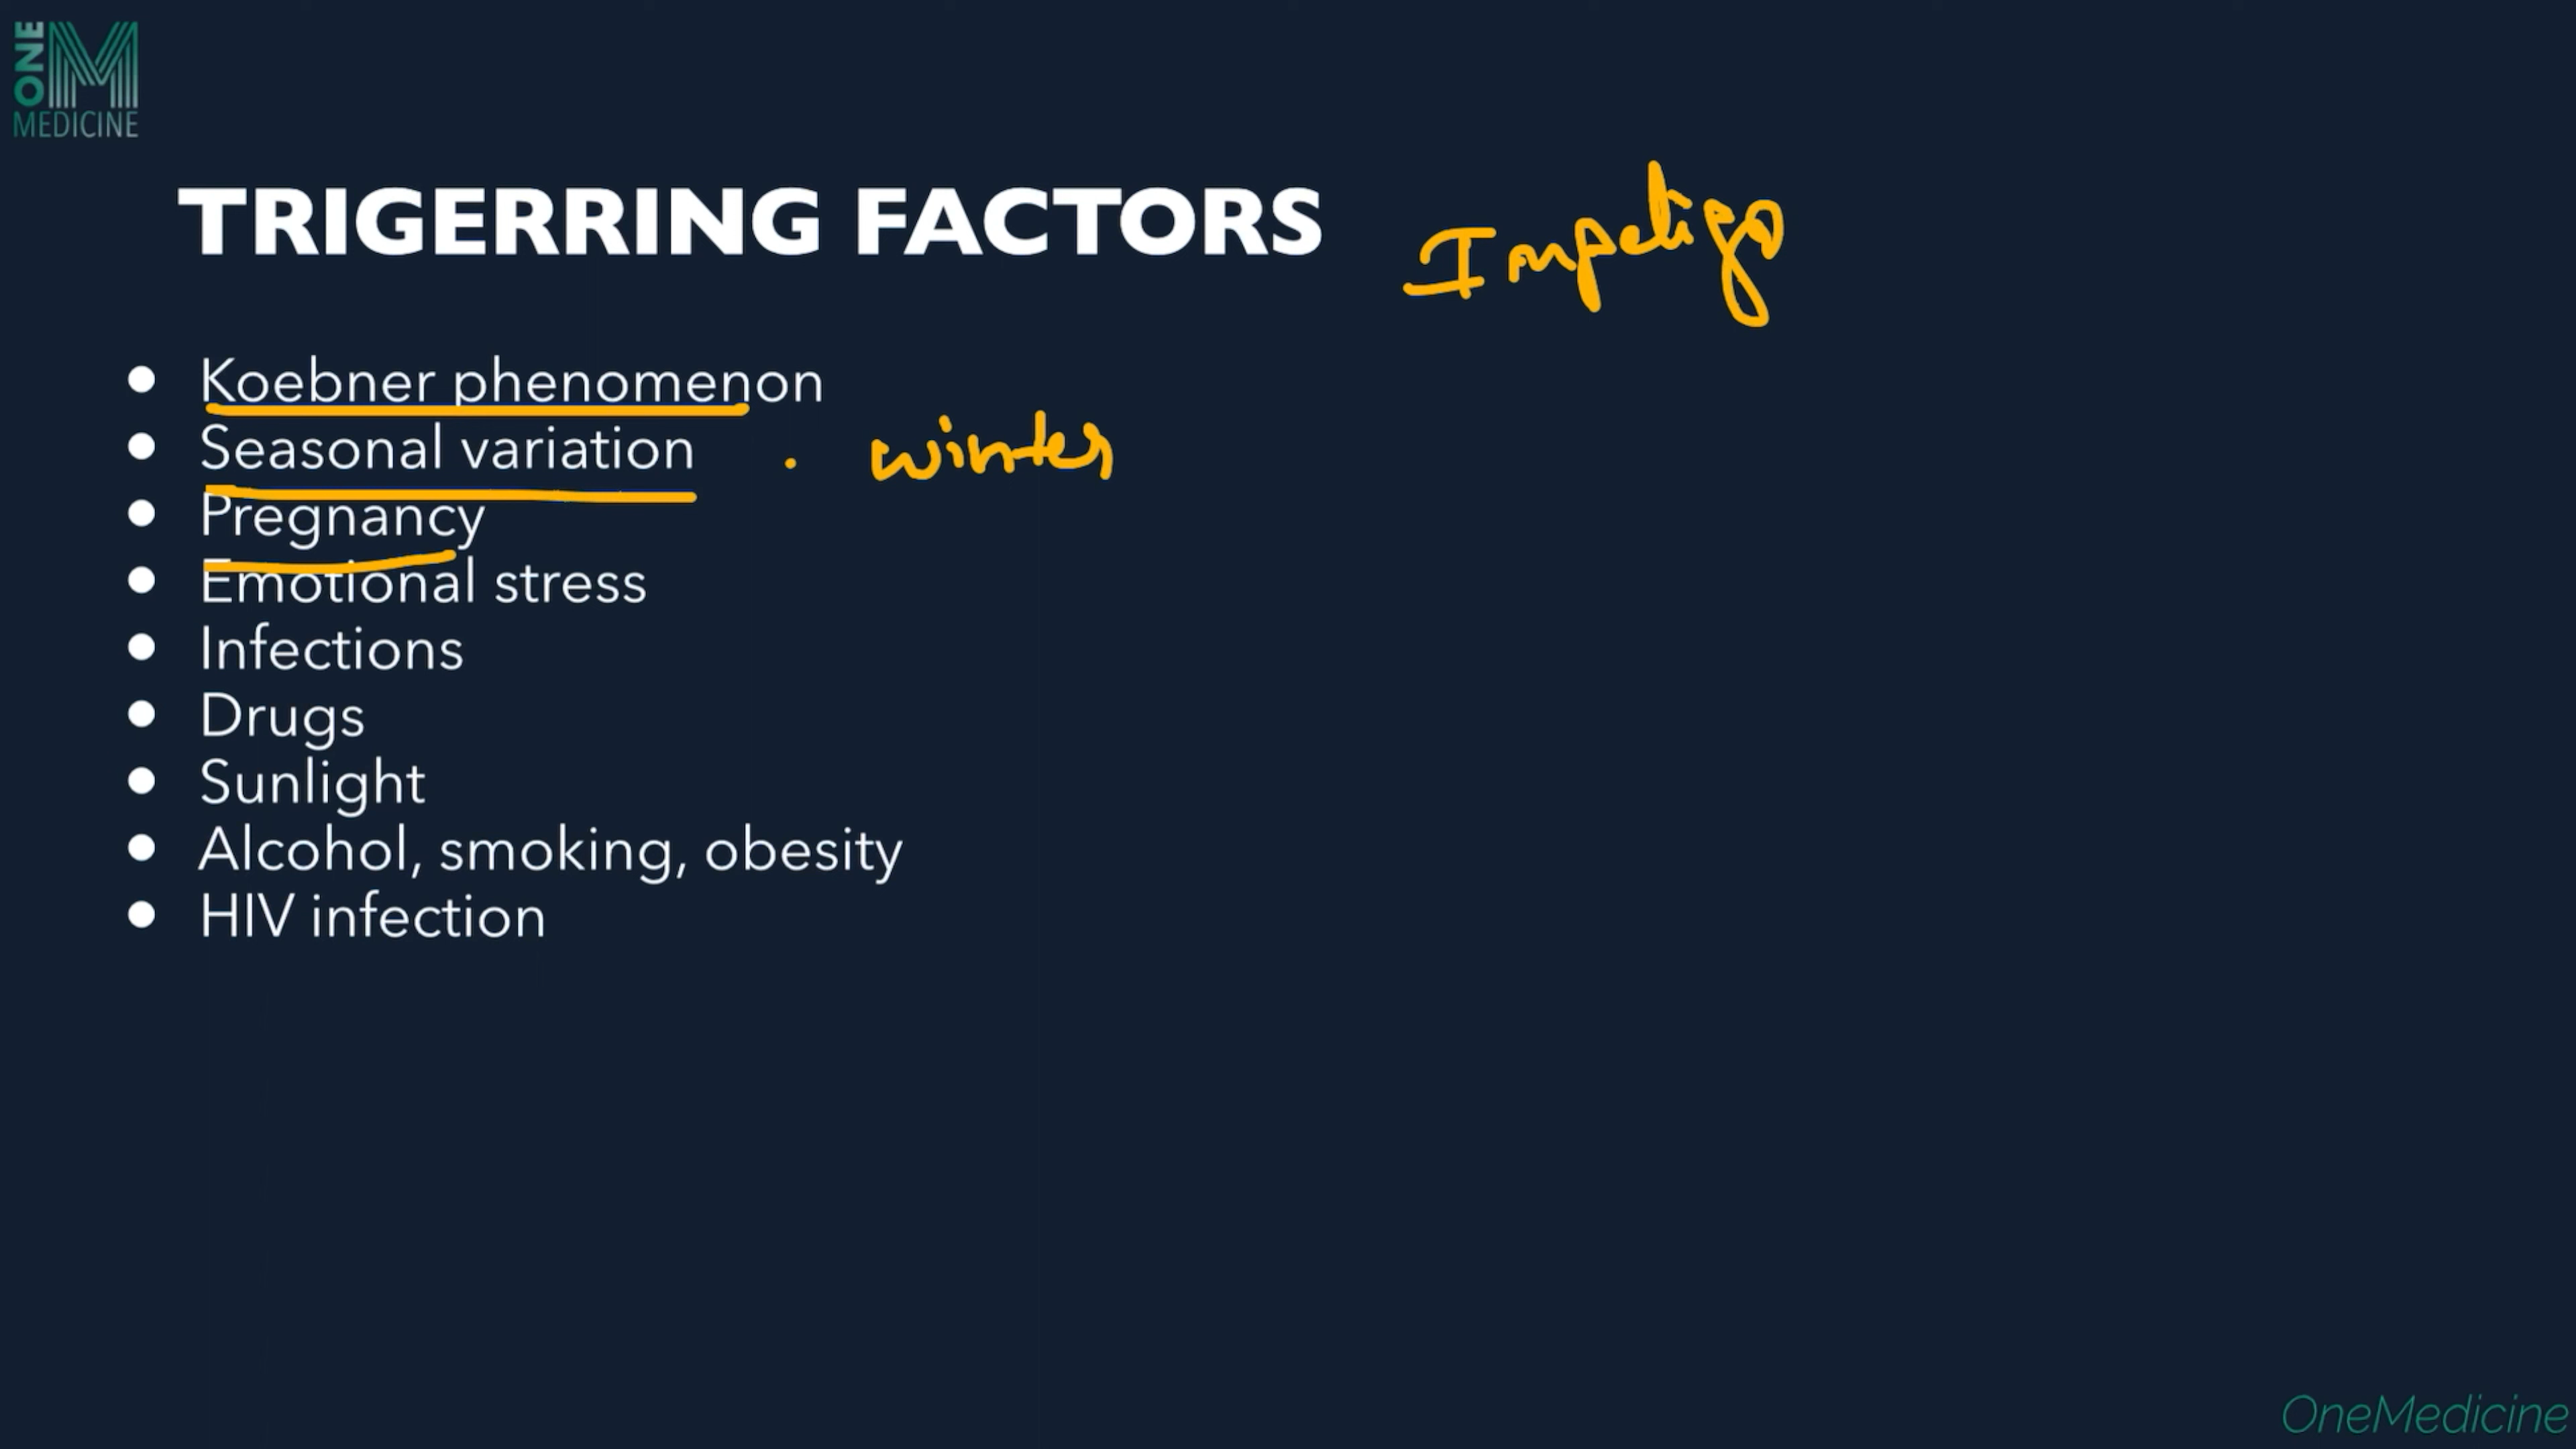 ONE
M
MEDICINE
TRIGERRING FACTORS
Impetigo
Koebner phenomenon
Seasonal variation . winter
Pregnancy
Emotional stress
Infections
Drugs
Sunlight
Alcohol, smoking, obesity
HIV infection
OneMedicine